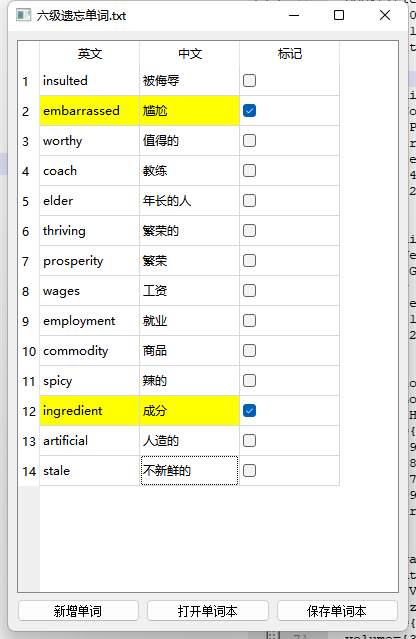 六级遗忘单词.txt
英文 中文 标记
1 insulted 被侮辱
2 embarrassed 尴尬
3 worthy 值得的
4 coach 教练
5 elder 年长的人
6 thriving 繁荣的
7 prosperity 繁荣
8 wages 工资
9 employment 就业
10 commodity 商品
11 spicy 辣的
12 ingredient 成分
13 artificial 人造的
14 stale 不新鲜的
新增单词 打开单词本 保存单词本